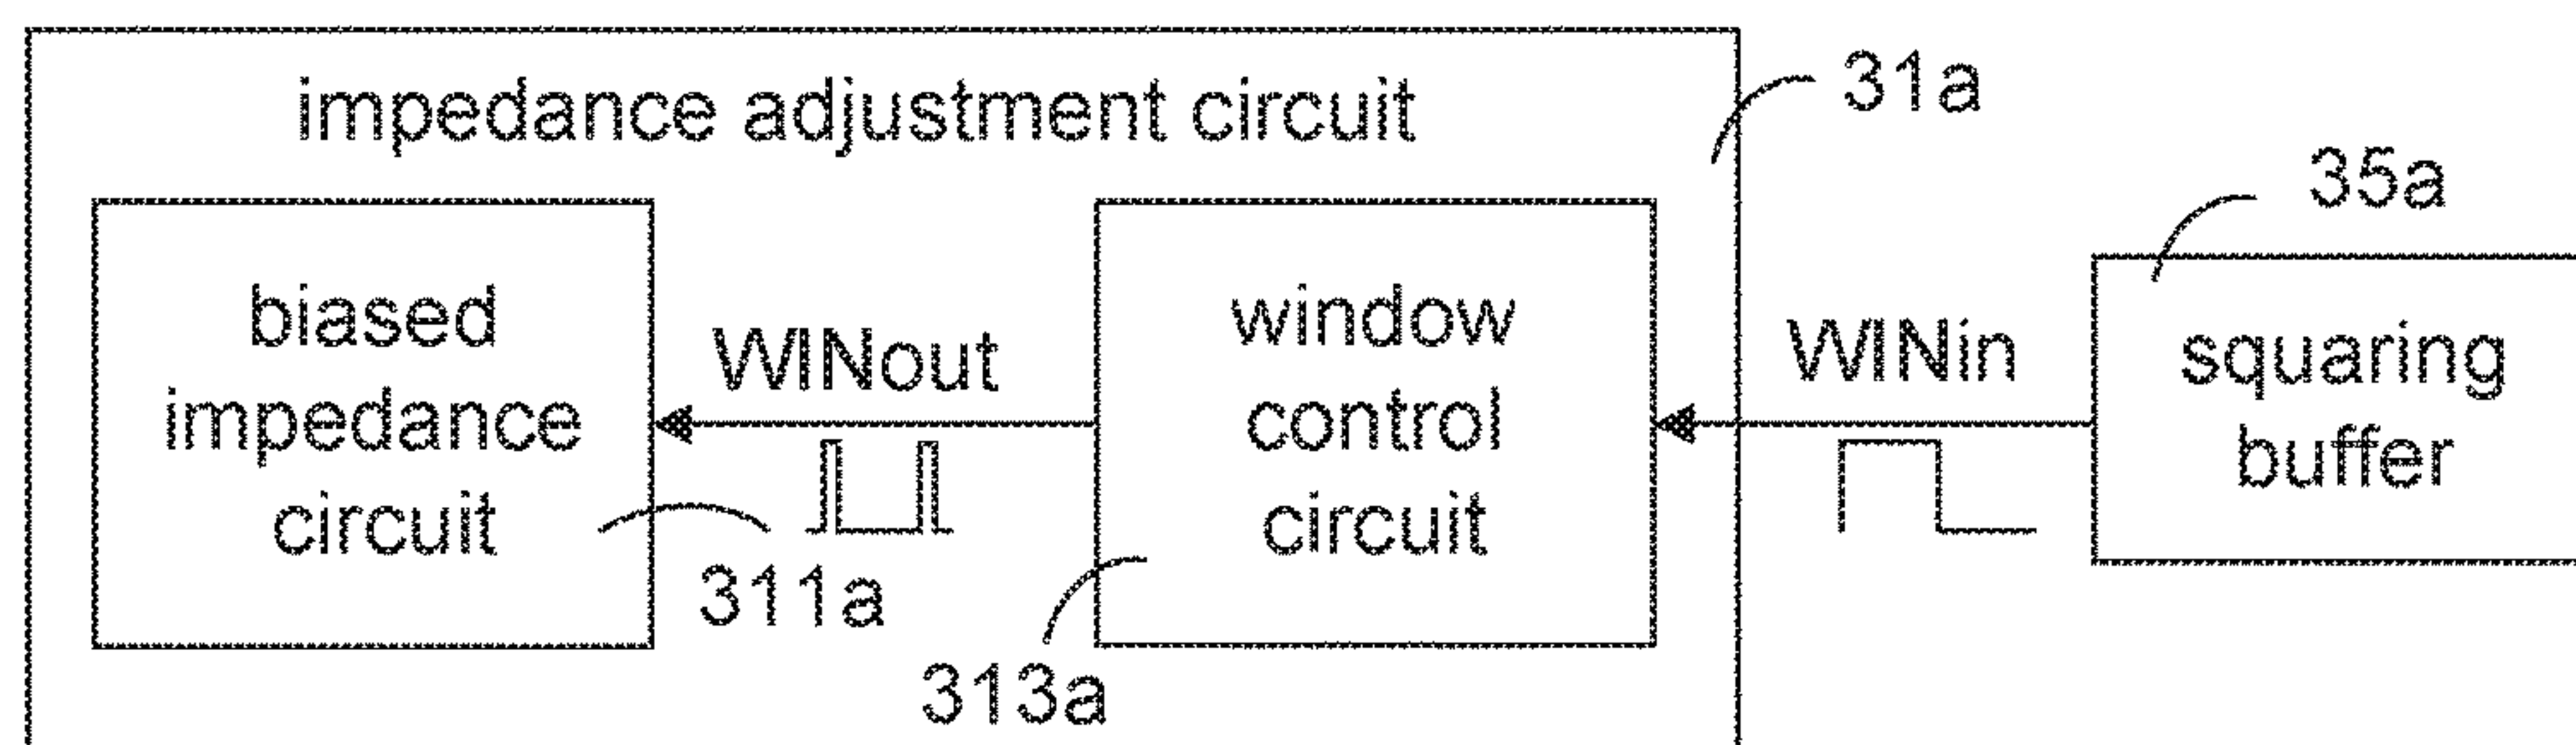 impedance adjustment circuit
31a
35a
biased
impedance
circuit
WINout
311a
window
control
circuit
313a
WINin
squaring
buffer